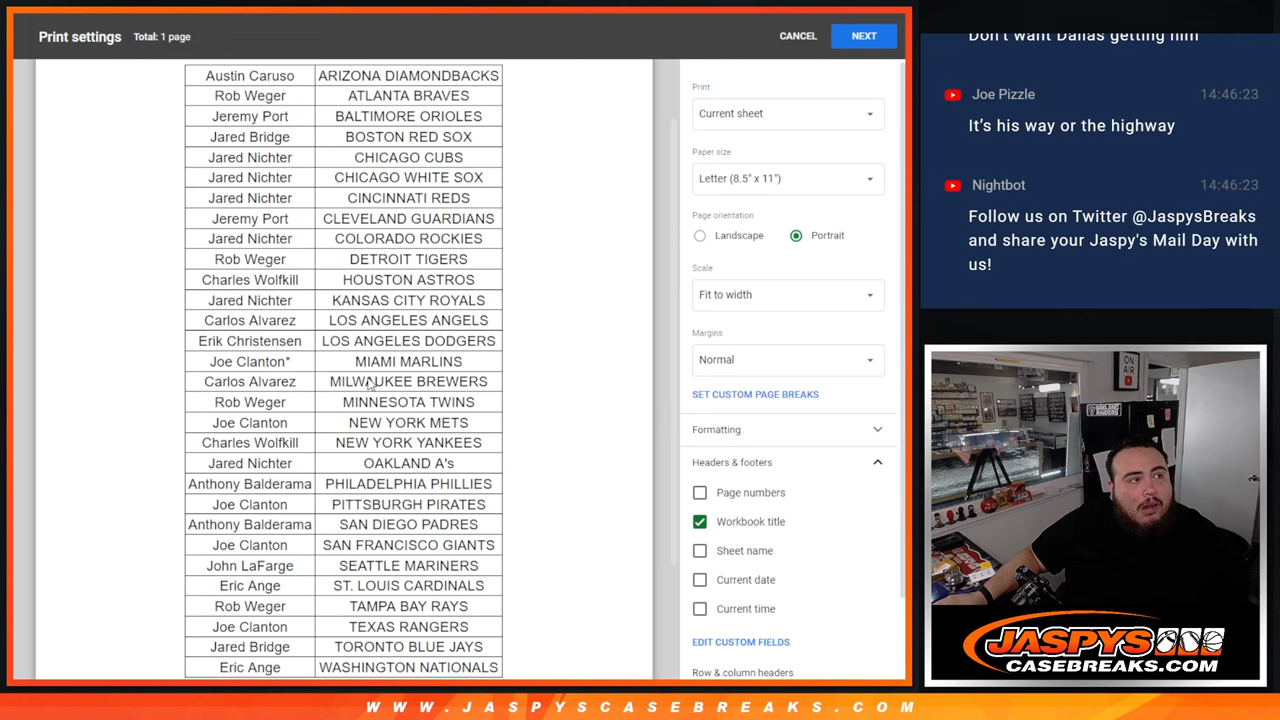 Print settings Total: 1 page
CANCEL
NEXT
Austin Caruso ARIZONA DIAMONDBACKS
Rob Weger ATLANTA BRAVES
Jeremy Port BALTIMORE ORIOLES
Jared Bridge BOSTON RED SOX
Jared Nichter CHICAGO CUBS
Jared Nichter CHICAGO WHITE SOX
Jared Nichter CINCINNATI REDS
Jeremy Port CLEVELAND GUARDIANS
Jared Nichter COLORADO ROCKIES
Rob Weger DETROIT TIGERS
Charles Wolfkill HOUSTON ASTROS
Jared Nichter KANSAS CITY ROYALS
Carlos Alvarez LOS ANGELES ANGELS
Erik Christensen LOS ANGELES DODGERS
Joe Clanton* MIAMI MARLINS
Carlos Alvarez MILWAUKEE BREWERS
Rob Weger MINNESOTA TWINS
Joe Clanton NEW YORK METS
Charles Wolfkill NEW YORK YANKEES
Jared Nichter OAKLAND A's
Anthony Balderama PHILADELPHIA PHILLIES
Joe Clanton PITTSBURGH PIRATES
Anthony Balderama SAN DIEGO PADRES
Joe Clanton SAN FRANCISCO GIANTS
John LaFarge SEATTLE MARINERS
Eric Ange ST. LOUIS CARDINALS
Rob Weger TAMPA BAY RAYS
Joe Clanton TEXAS RANGERS
Jared Bridge TORONTO BLUE JAYS
Eric Ange WASHINGTON NATIONALS
Print
Current sheet
Paper size
Letter (8.5" x 11")
Page orientation
Landscape Portrait
Scale
Fit to width
Margins
Normal
SET CUSTOM PAGE BREAKS
Formatting
Headers & footers
Page numbers
Workbook title
Sheet name
Current date
Current time
EDIT CUSTOM FIELDS
Row & column headers
Don't want Dallas getting him
Joe Pizzle 14:46:23
It's his way or the highway
Nightbot 14:46:23
Follow us on Twitter @JaspysBreaks
and share your Jaspy's Mail Day with
us!
ON AIR
JASPYS
CASEBREAKS.COM
WWW.JASPYSCASEBREAKS.COM